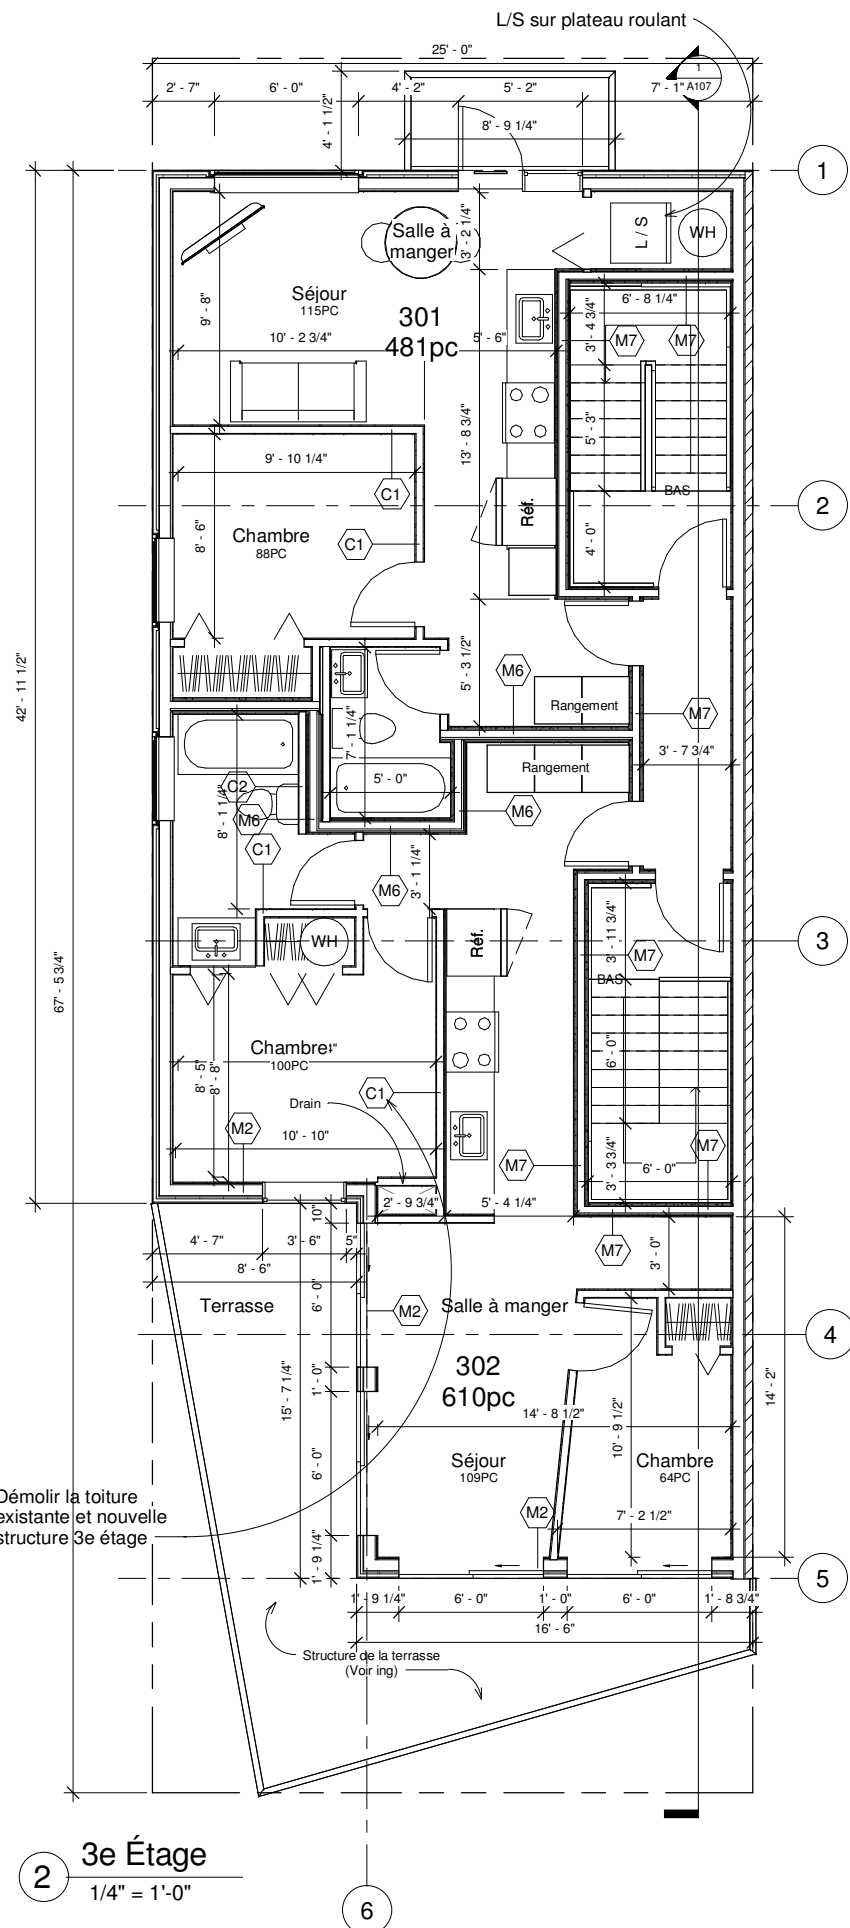 L/S sur plateau roulant
25' - 0"
1
A107
2' - 7"
6' - 0"
4' - 2"
5' - 2"
7' - 1"
4' - 1 1/2"
8' - 9 1/4"
1
Salle à
manger
3' - 2 1/4"
L / S
WH
Séjour
115PC
9' - 8"
301
481pc
10' - 2 3/4"
5' - 6"
6' - 8 1/4"
3' - 4 3/4"
M7
M7
5' - 3"
13' - 8 3/4"
9' - 10 1/4"
C1
BAS
Réf.
2
Chambre
88PC
C1
8' - 6"
4' - 0"
42' - 11 1/2"
5' - 3 1/2"
M6
Rangement
M7
7' - 1 1/4"
3' - 7 3/4"
5' - 0"
Rangement
C2
8' - 1 1/4"
M6
M6
C1
M6
3' - 1 1/4"
WH
Réf.
3' - 11 3/4"
3
M7
BAS
67' - 5 3/4"
Chambre
100PC
8' - 5"
8' - 8"
6' - 0"
Drain
C1
M2
10' - 10"
M7
M7
6' - 0"
3' - 3 3/4"
2' - 9 3/4"
5' - 4 1/4"
10"
4' - 7"
3' - 6"
5"
8' - 6"
M7
3' - 0"
Terrasse
6' - 0"
M2
Salle à manger
4
302
610pc
15' - 7 1/4"
1' - 0"
14' - 8 1/2"
10' - 9 1/2"
14' - 2"
6' - 0"
Séjour
109PC
Chambre
64PC
Démolir la toiture
existante et nouvelle
structure 3e étage
M2
7' - 2 1/2"
1' - 9 1/4"
5
1' - 9 1/4"
6' - 0"
1' - 0"
6' - 0"
1' - 8 3/4"
16' - 6"
Structure de la terrasse
(Voir ing)
2
3e Étage
1/4" = 1'-0"
6